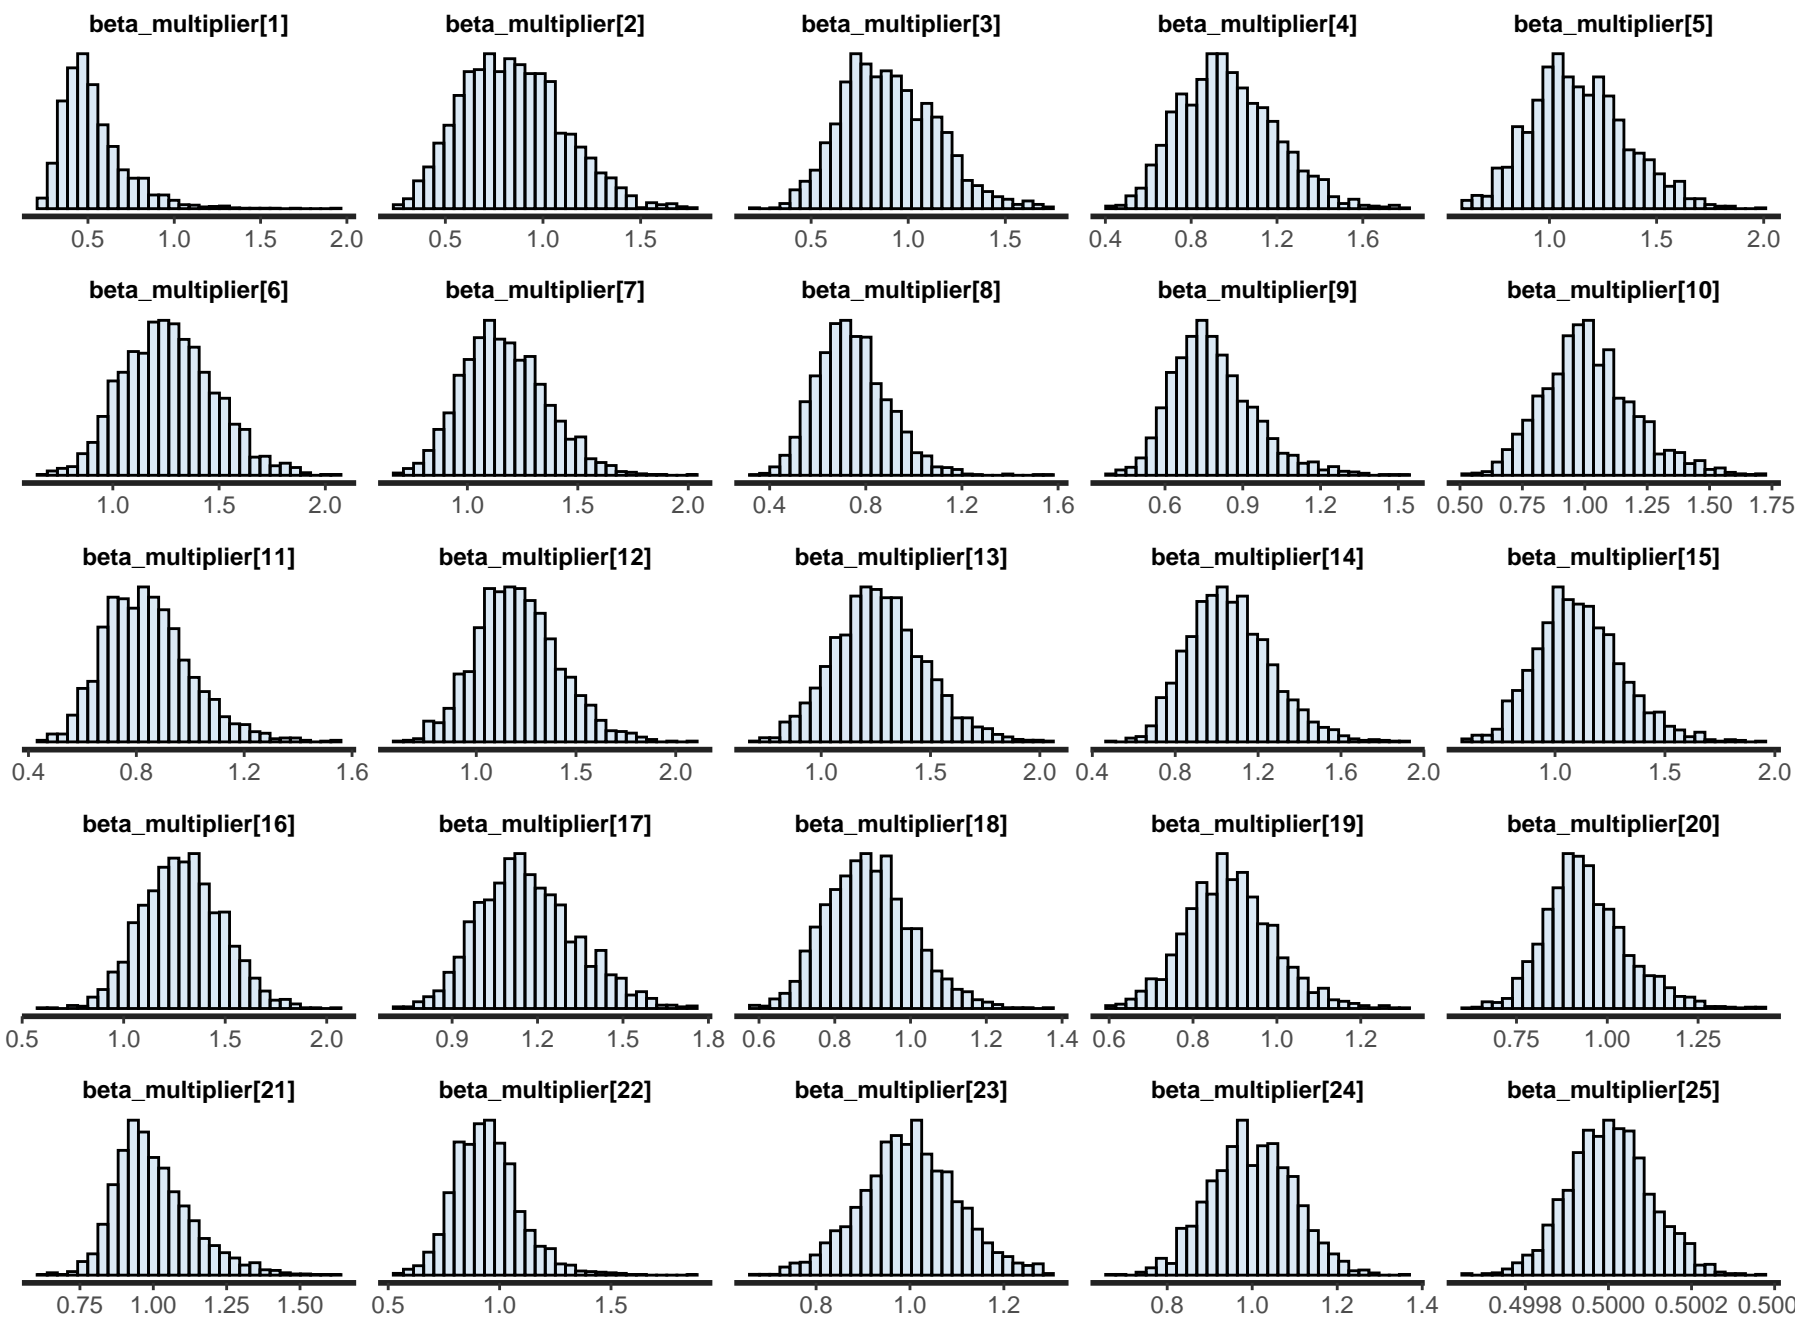 beta_multiplier[1] beta_multiplier[2] beta_multiplier[3] beta_multiplier[4] beta_multiplier[5]
0.5 1.0 1.5 2.0 0.5 1.0 1.5 0.5 1.0 1.5 0.4 0.8 1.2 1.6 1.0 1.5 2.0
beta_multiplier[6] beta_multiplier[7] beta_multiplier[8] beta_multiplier[9] beta_multiplier[10]
1.0 1.5 2.0 1.0 1.5 2.0 0.4 0.8 1.2 1.6 0.6 0.9 1.2 1.5 0.50 0.75 1.00 1.25 1.50 1.75
beta_multiplier[11] beta_multiplier[12] beta_multiplier[13] beta_multiplier[14] beta_multiplier[15]
0.4 0.8 1.2 1.6 1.0 1.5 2.0 1.0 1.5 2.0 0.4 0.8 1.2 1.6 2.0 1.0 1.5 2.0
beta_multiplier[16] beta_multiplier[17] beta_multiplier[18] beta_multiplier[19] beta_multiplier[20]
0.5 1.0 1.5 2.0 0.9 1.2 1.5 1.8 0.6 0.8 1.0 1.2 1.4 0.6 0.8 1.0 1.2 0.75 1.00 1.25
beta_multiplier[21] beta_multiplier[22] beta_multiplier[23] beta_multiplier[24] beta_multiplier[25]
0.75 1.00 1.25 1.50 0.5 1.0 1.5 0.8 1.0 1.2 0.8 1.0 1.2 1.4 0.4998 0.5000 0.5002